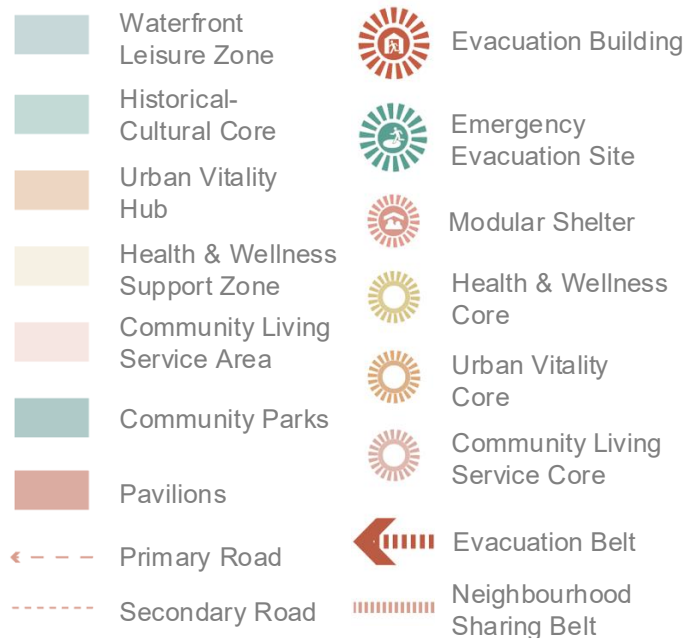 Waterfront
Leisure Zone
Historical-
Cultural Core
Urban Vitality
Hub
Health & Wellness
Support Zone
Community Living
Service Area
Community Parks
Pavilions
Primary Road
Secondary Road
Evacuation Building
Emergency
Evacuation Site
Modular Shelter
Health & Wellness
Core
Urban Vitality
Core
Community Living
Service Core
Evacuation Belt
Neighbourhood
Sharing Belt